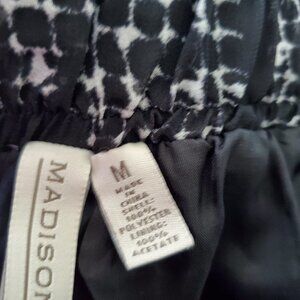 MADISON
M
MADE IN
CHINA
SHELL:
100%
POLYESTER
LINING:
100%
ACETATE